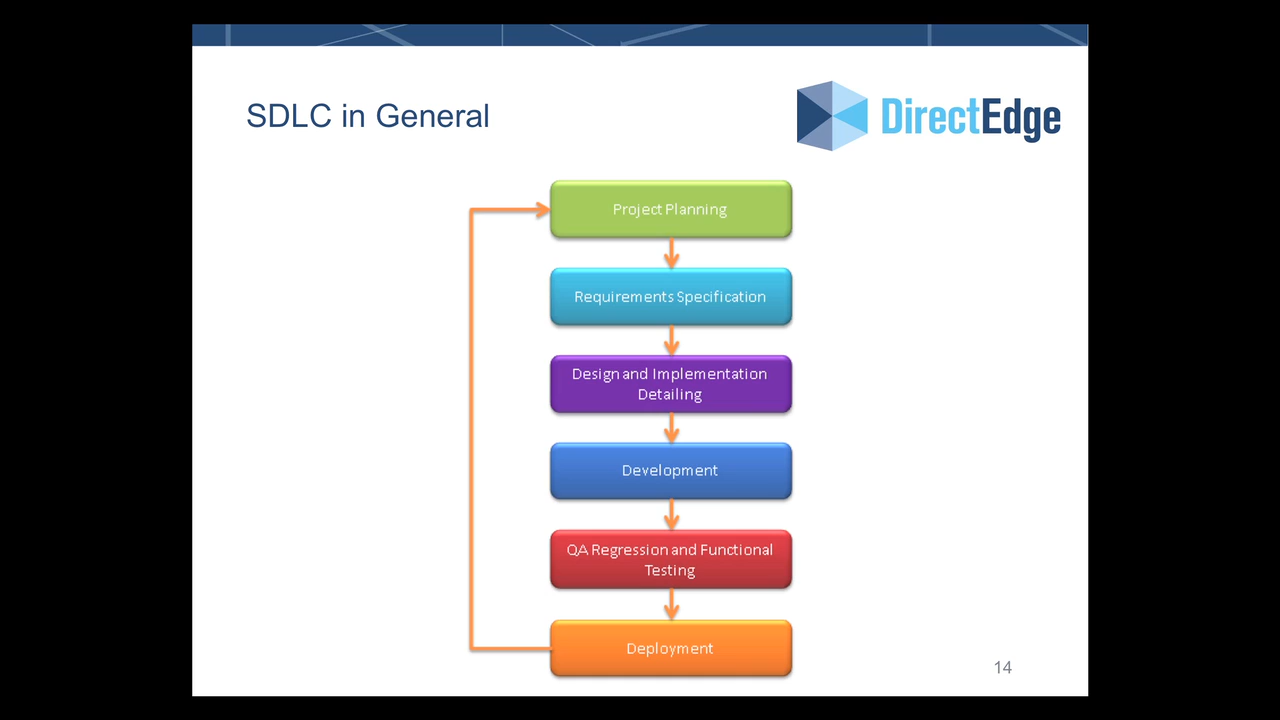 SDLC in General
DirectEdge
Project Planning
Requirements Specification
Design and Implementation
Detailing
Development
QA Regression and Functional
Testing
Deployment
14